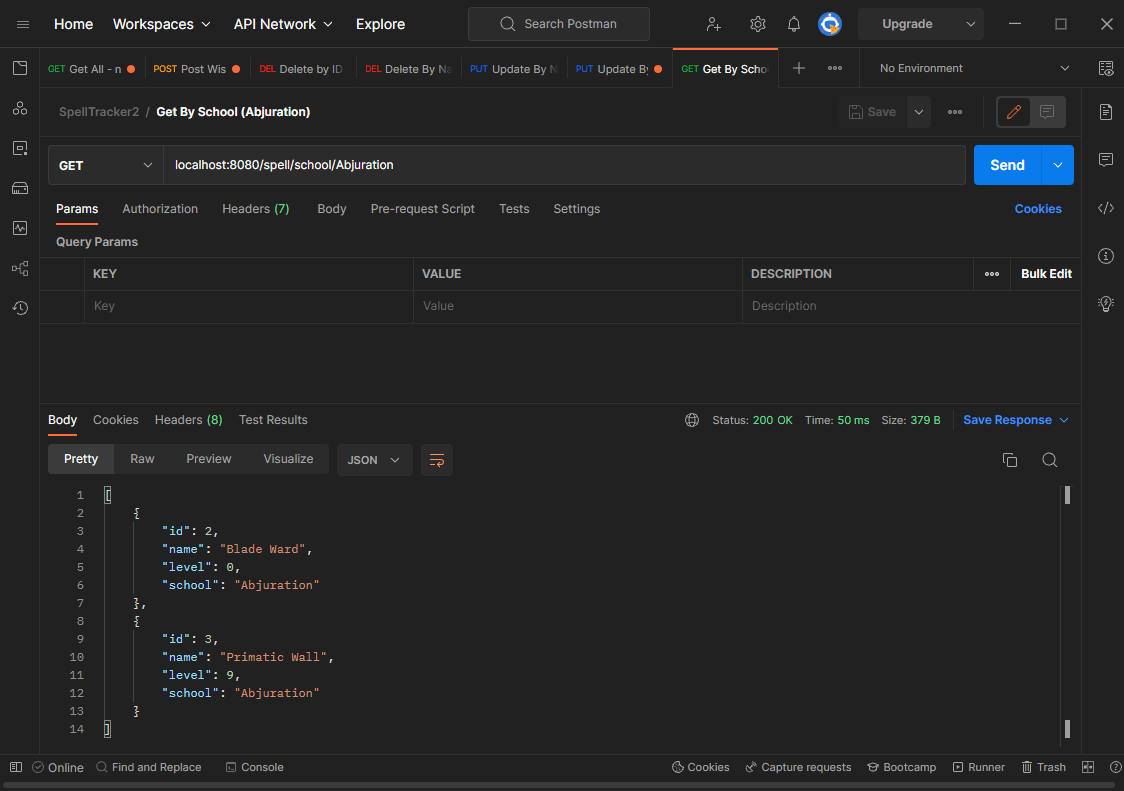 Home Workspaces API Network Explore Search Postman Upgrade
GET Get All - n POST Post Wis DEL Delete by ID DEL Delete By Na PUT Update By N PUT Update By GET Get By Scho No Environment
SpellTracker2 / Get By School (Abjuration) Save
GET localhost:8080/spell/school/Abjuration Send
Params Authorization Headers (7) Body Pre-request Script Tests Settings Cookies
Query Params
KEY VALUE DESCRIPTION Bulk Edit
Key Value Description
Body Cookies Headers (8) Test Results Status: 200 OK Time: 50 ms Size: 379 B Save Response
Pretty Raw Preview Visualize JSON
1 [
2 {
3 "id": 2,
4 "name": "Blade Ward",
5 "level": 0,
6 "school": "Abjuration"
7 },
8 {
9 "id": 3,
10 "name": "Primatic Wall",
11 "level": 9,
12 "school": "Abjuration"
13 }
14 ]
Online Find and Replace Console Cookies Capture requests Bootcamp Runner Trash